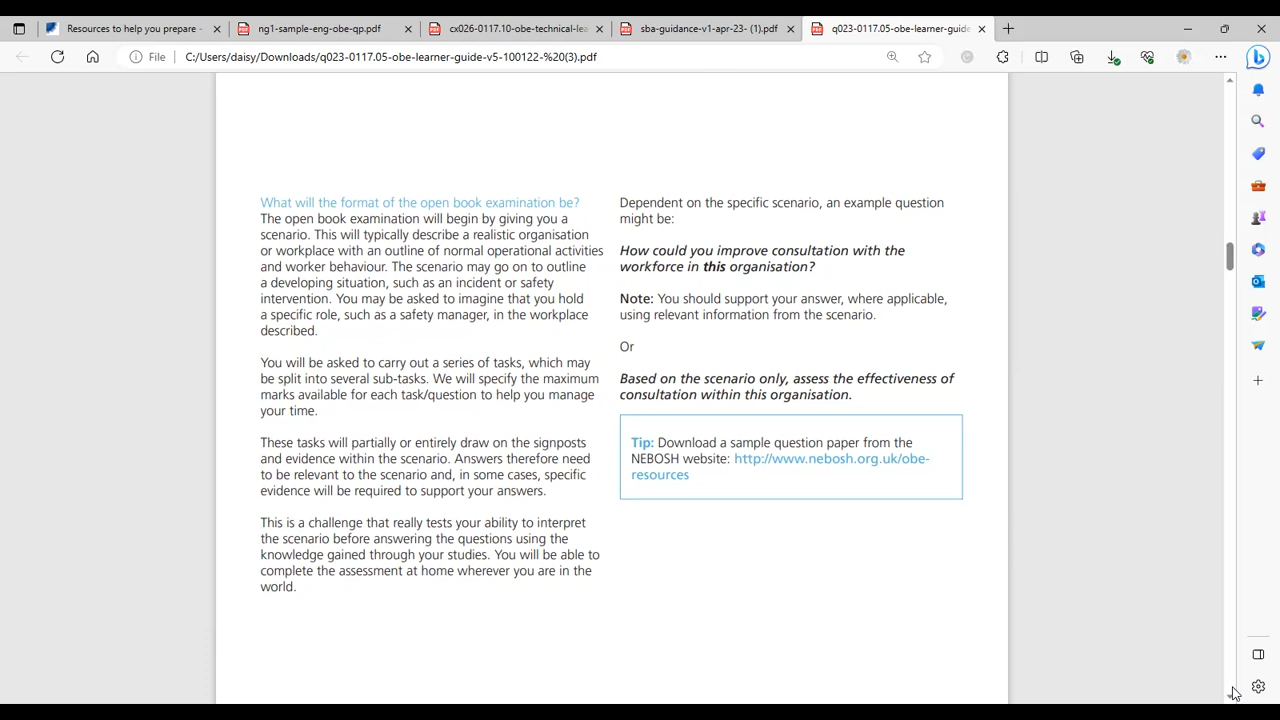 Resources to help you prepare -
ng1-sample-eng-obe-qp.pdf
cx026-0117.10-obe-technical-lea
sba-guidance-v1-apr-23- (1).pdf
q023-0117.05-obe-learner-guide-
File
C:/Users/daisy/Downloads/q023-0117.05-obe-learner-guide-v5-100122-%20(3).pdf
What will the format of the open book examination be?
The open book examination will begin by giving you a
scenario. This will typically describe a realistic organisation
or workplace with an outline of normal operational activities
and worker behaviour. The scenario may go on to outline
a developing situation, such as an incident or safety
intervention. You may be asked to imagine that you hold
a specific role, such as a safety manager, in the workplace
described.
You will be asked to carry out a series of tasks, which may
be split into several sub-tasks. We will specify the maximum
marks available for each task/question to help you manage
your time.
These tasks will partially or entirely draw on the signposts
and evidence within the scenario. Answers therefore need
to be relevant to the scenario and, in some cases, specific
evidence will be required to support your answers.
This is a challenge that really tests your ability to interpret
the scenario before answering the questions using the
knowledge gained through your studies. You will be able to
complete the assessment at home wherever you are in the
world.
Dependent on the specific scenario, an example question
might be:
How could you improve consultation with the
workforce in this organisation?
Note: You should support your answer, where applicable,
using relevant information from the scenario.
Or
Based on the scenario only, assess the effectiveness of
consultation within this organisation.
Tip: Download a sample question paper from the
NEBOSH website: http://www.nebosh.org.uk/obe-
resources